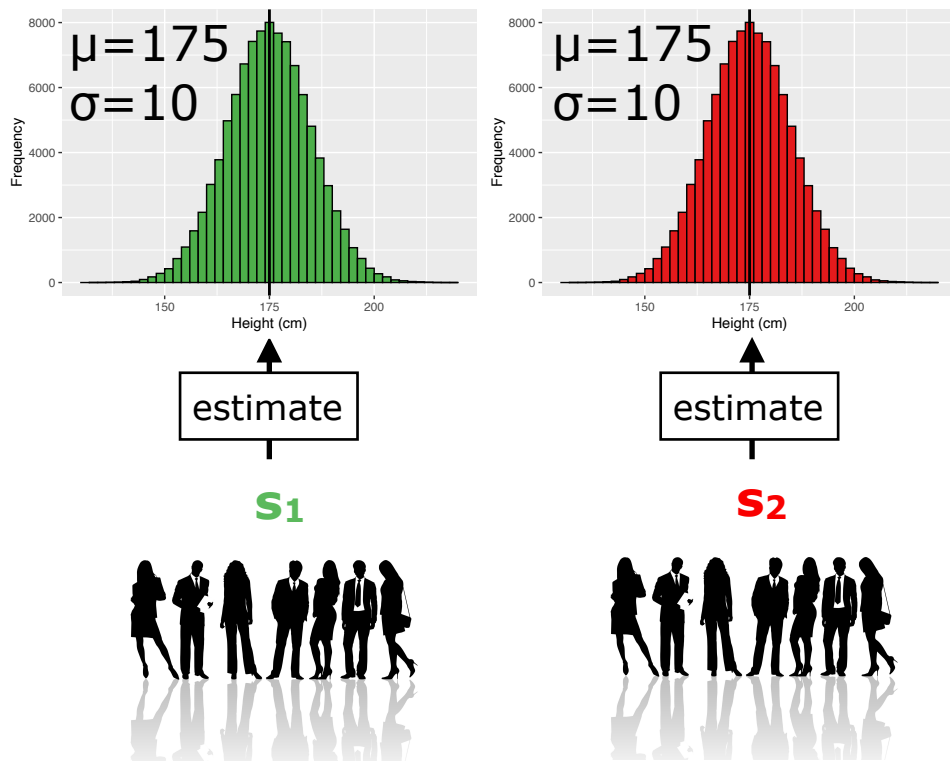 μ=175
σ=10
8000
6000
4000
2000
0
Frequency
150
175
200
Height (cm)
estimate
s1
μ=175
σ=10
8000
6000
4000
2000
0
Frequency
150
175
200
Height (cm)
estimate
s2